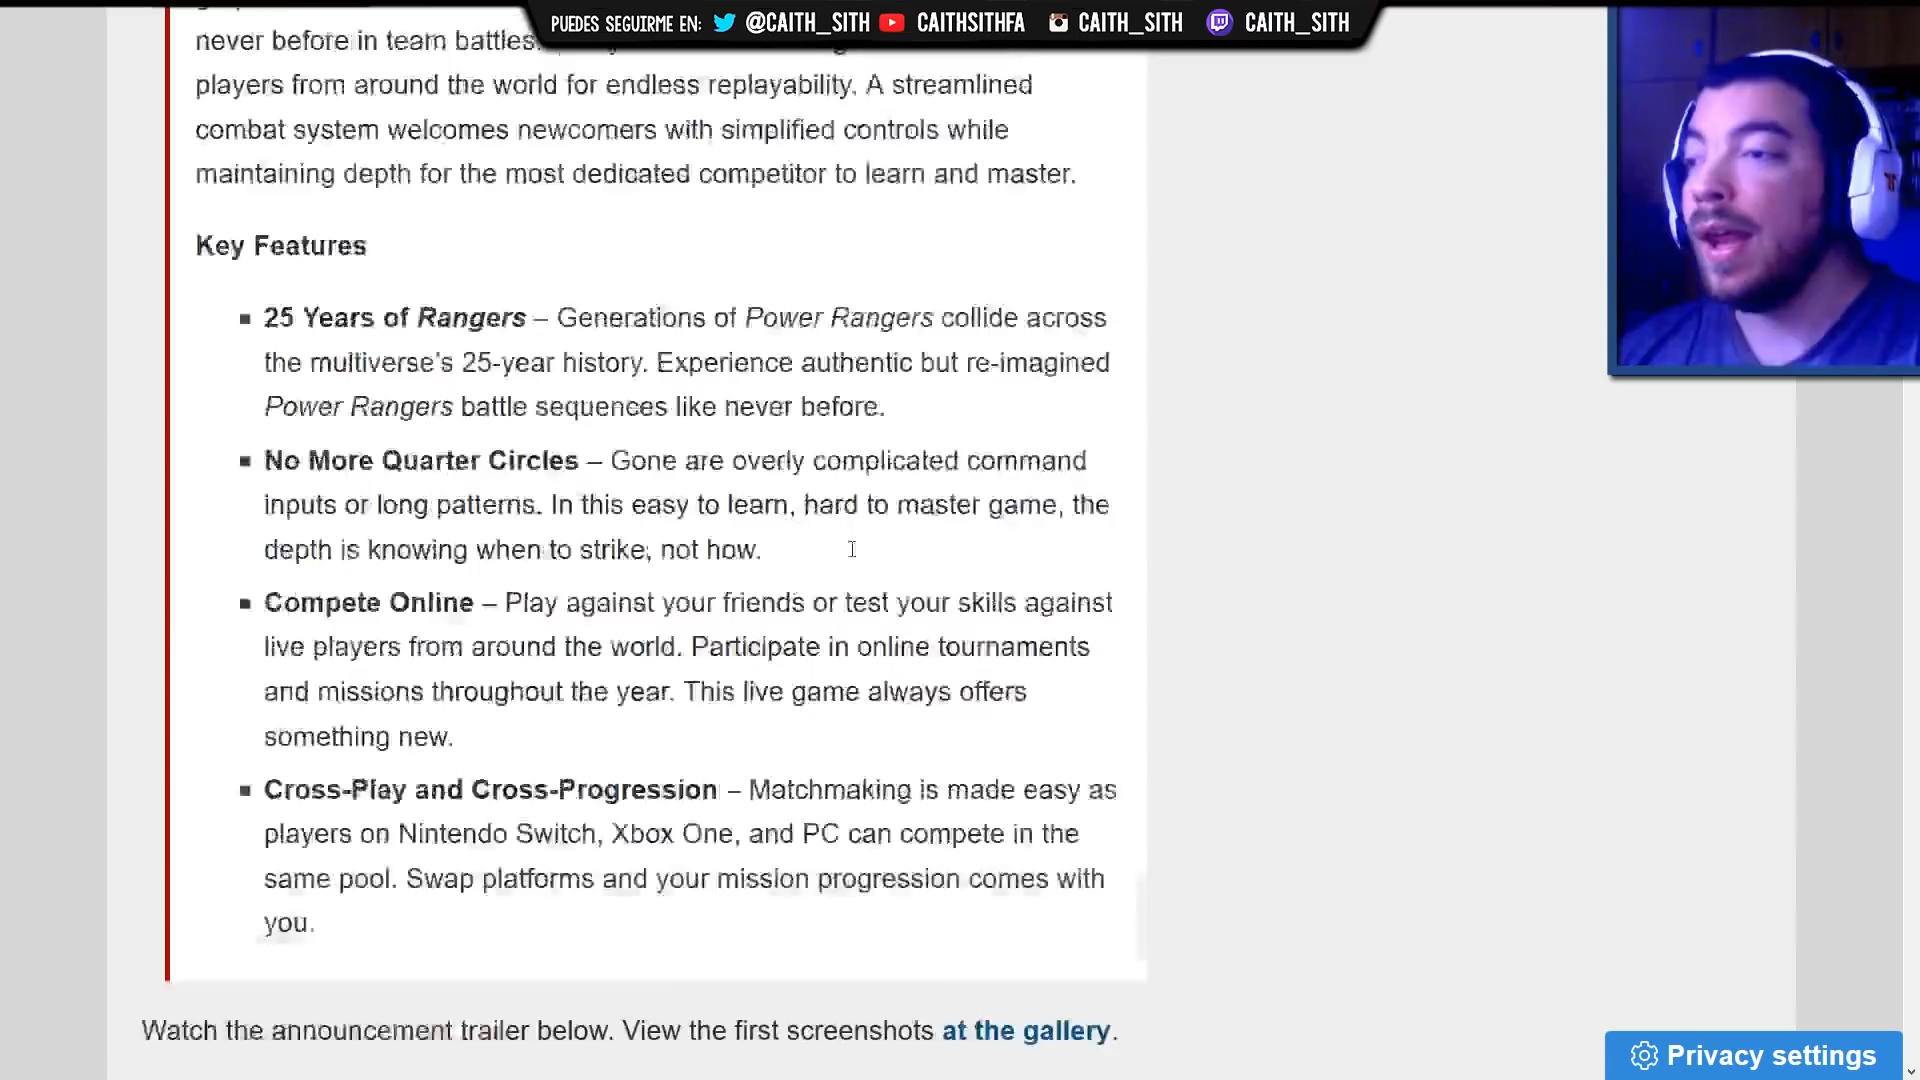 PUEDES SEGUIRME EN: @CAITH_SITH CAITHSITHFA CAITH_SITH CAITH_SITH
never before in team battles.
players from around the world for endless replayability. A streamlined
combat system welcomes newcomers with simplified controls while
maintaining depth for the most dedicated competitor to learn and master.
Key Features
25 Years of Rangers – Generations of Power Rangers collide across
the multiverse's 25-year history. Experience authentic but re-imagined
Power Rangers battle sequences like never before.
No More Quarter Circles – Gone are overly complicated command
inputs or long patterns. In this easy to learn, hard to master game, the
depth is knowing when to strike, not how.
Compete Online – Play against your friends or test your skills against
live players from around the world. Participate in online tournaments
and missions throughout the year. This live game always offers
something new.
Cross-Play and Cross-Progression – Matchmaking is made easy as
players on Nintendo Switch, Xbox One, and PC can compete in the
same pool. Swap platforms and your mission progression comes with
you.
Watch the announcement trailer below. View the first screenshots at the gallery.
Privacy settings